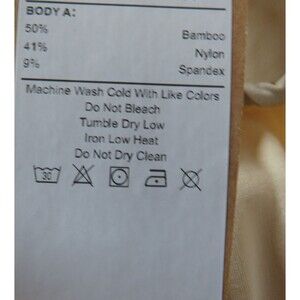 BODY A:
50% Bamboo
41% Nylon
9% Spandex
Machine Wash Cold With Like Colors
Do Not Bleach
Tumble Dry Low
Iron Low Heat
Do Not Dry Clean
30